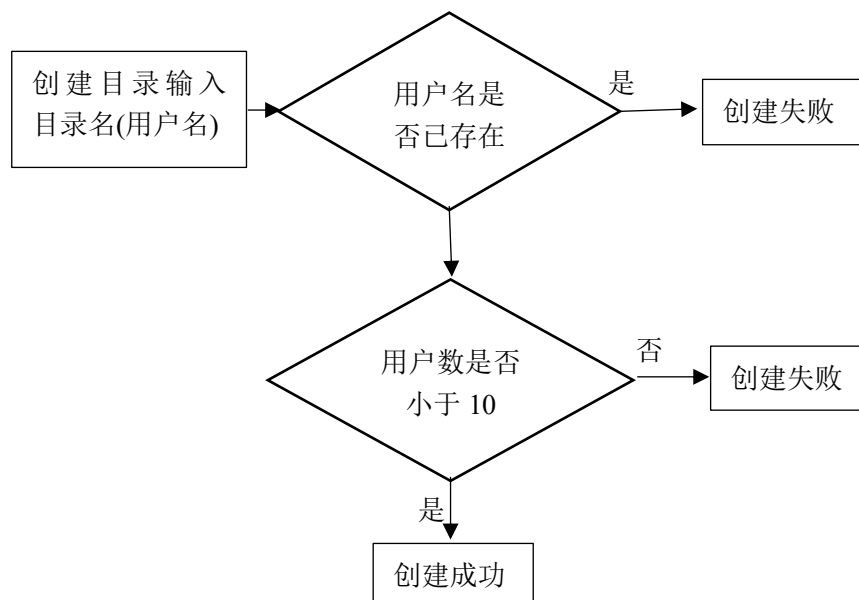 创建目录输入
目录名(用户名)
用户名是
否已存在
是
创建失败
用户数是否
小于 10
否
创建失败
是
创建成功